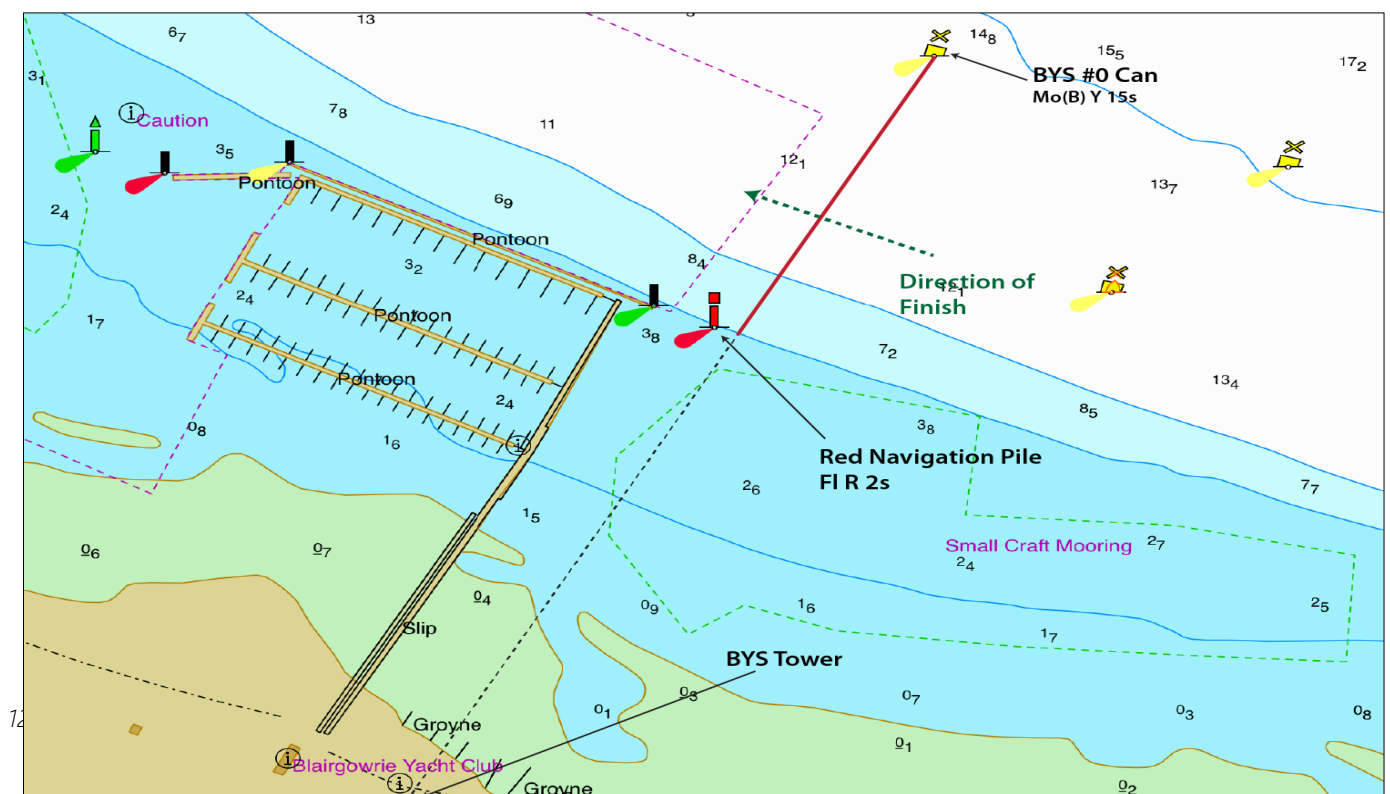 13
6₇
14₈
15₅
17₂
BYS #0 Can
Mo(B) Y 15s
3₁
7₈
Caution
11
3₅
12₁
13₇
Pontoon
2₄
6₉
Pontoon
3₂
8₄
Direction of
Finish
12₁
2₄
1₇
Pontoon
3₈
7₂
13₄
Pontoon
2₄
8₅
0₈
1₆
3₈
Red Navigation Pile
Fl R 2s
2₆
7₇
1₅
0₆
0₇
Small Craft Mooring
2₇
2₄
0₄
0₉
1₆
2₅
Slip
1₇
BYS Tower
0₃
0₇
12
0₁
0₃
0₈
Groyne
0₁
Blairgowrie Yacht Club
Groyne
0₂